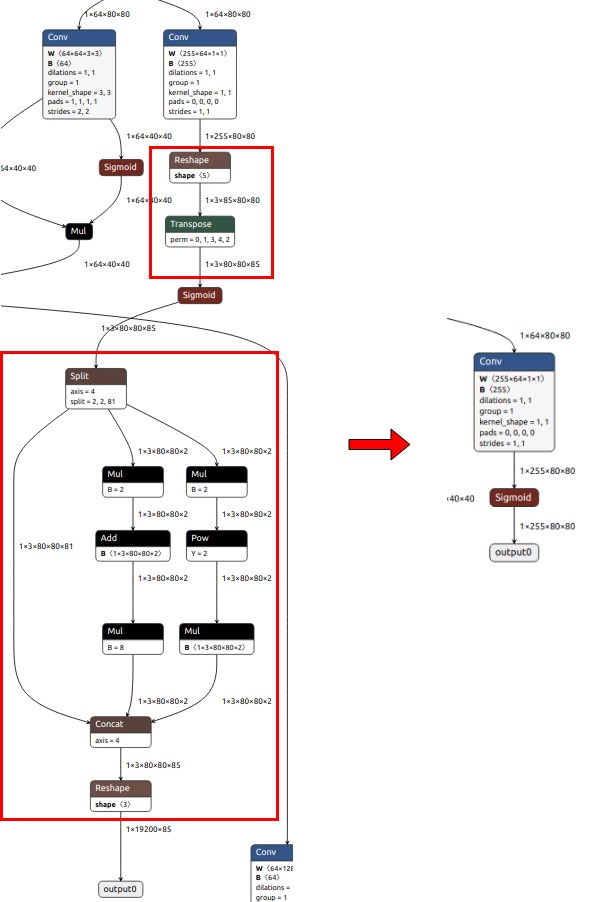 1×64×80×80
1×64×80×80
Conv
W ⟨64×64×3×3⟩
B ⟨64⟩
dilations = 1, 1
group = 1
kernel_shape = 3, 3
pads = 1, 1, 1, 1
strides = 2, 2
Conv
W ⟨255×64×1×1⟩
B ⟨255⟩
dilations = 1, 1
group = 1
kernel_shape = 1, 1
pads = 0, 0, 0, 0
strides = 1, 1
1×64×40×40
1×255×80×80
64×40×40
Sigmoid
Reshape
shape ⟨5⟩
1×64×40×40
1×3×85×80×80
Mul
Transpose
perm = 0, 1, 3, 4, 2
1×64×40×40
1×3×80×80×85
Sigmoid
1×3×80×80×85
Split
axis = 4
split = 2, 2, 81
1×3×80×80×2
1×3×80×80×2
Mul
B = 2
Mul
B = 2
1×3×80×80×2
1×3×80×80×2
Add
B ⟨1×3×80×80×2⟩
Pow
Y = 2
1×3×80×80×81
1×3×80×80×2
1×3×80×80×2
Mul
B = 8
Mul
B ⟨1×3×80×80×2⟩
1×3×80×80×2
1×3×80×80×2
Concat
axis = 4
1×3×80×80×85
Reshape
shape ⟨3⟩
1×19200×85
output0
Conv
W ⟨64×128
B ⟨64⟩
dilations =
group = 1
1×64×80×80
Conv
W ⟨255×64×1×1⟩
B ⟨255⟩
dilations = 1, 1
group = 1
kernel_shape = 1, 1
pads = 0, 0, 0, 0
strides = 1, 1
1×255×80×80
×40×40
Sigmoid
1×255×80×80
output0